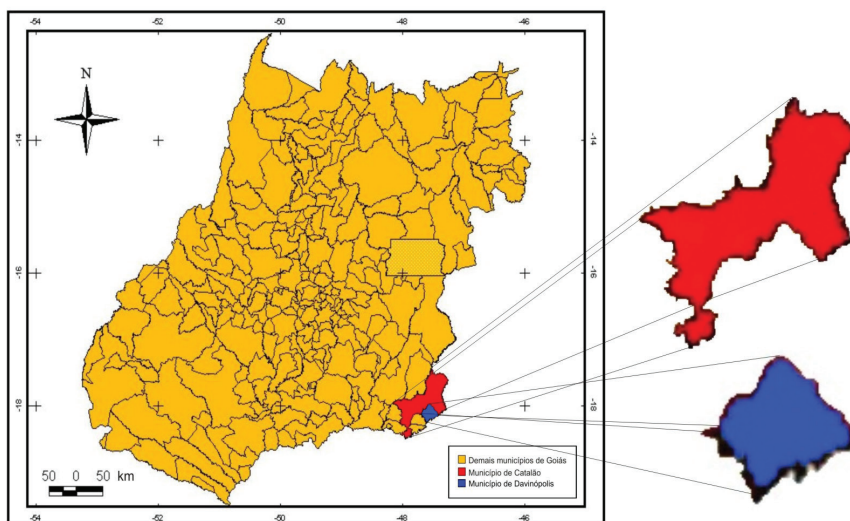 -54 -52 -50 -48 -46
N
-14 -14
-16 -16
-18 -18
Demais municípios de Goiás
Município de Catalão
Município de Davinópolis
50 0 50 km
-54 -52 -50 -48 -46